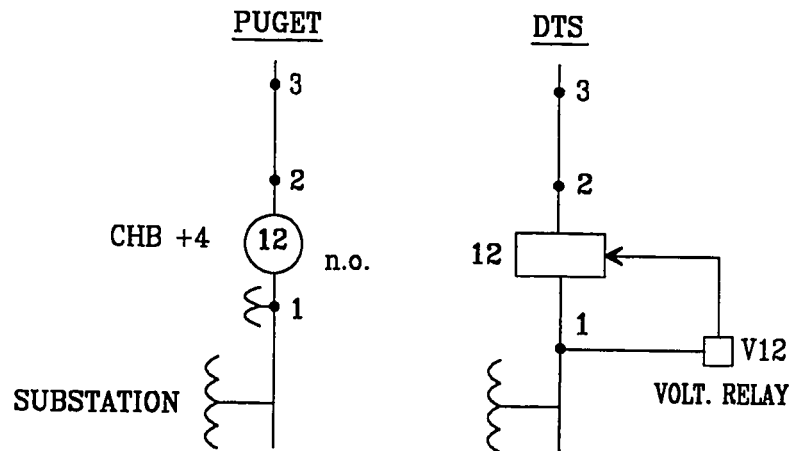 PUGET
3
2
CHB +4
12
n.o.
1
SUBSTATION
DTS
3
2
12
1
V12
VOLT. RELAY